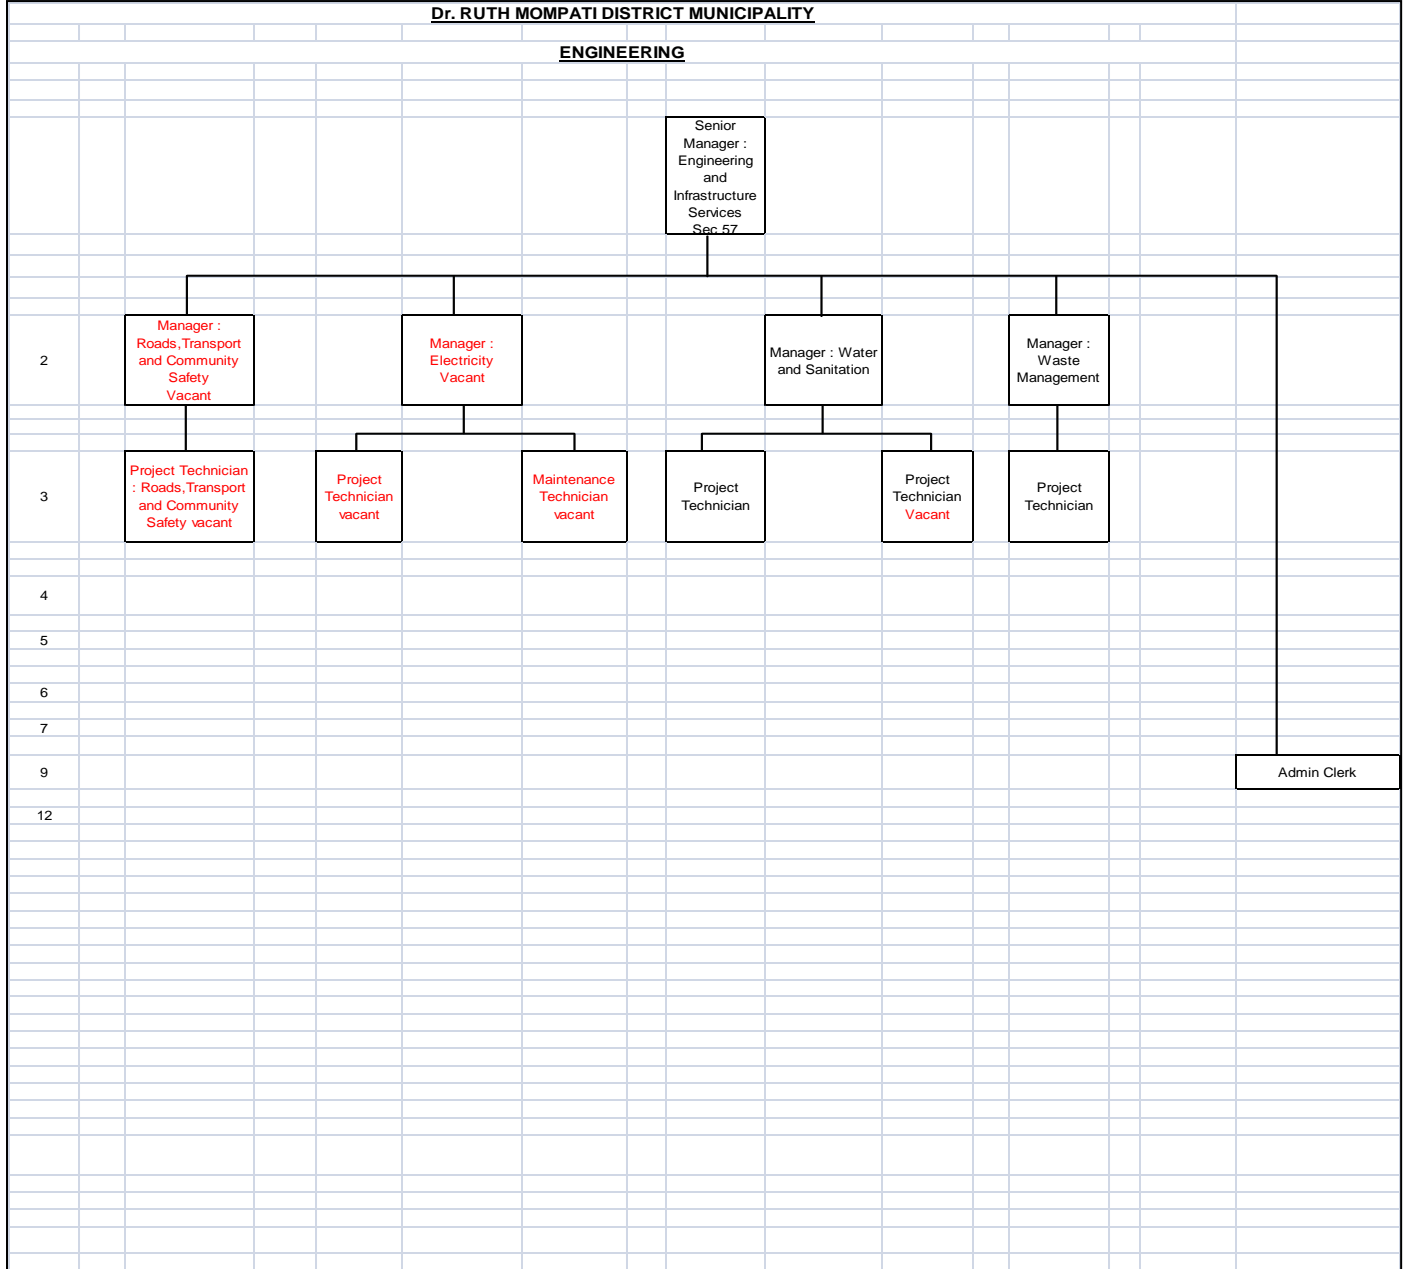 Dr. RUTH MOMPATI DISTRICT MUNICIPALITY
ENGINEERING
Senior
Manager :
Engineering
and
Infrastructure
Services
Sec 57
2
Manager :
Roads,Transport
and Community
Safety
Vacant
Manager :
Electricity
Vacant
Manager : Water
and Sanitation
Manager :
Waste
Management
3
Project Technician
: Roads,Transport
and Community
Safety vacant
Project
Technician
vacant
Maintenance
Technician
vacant
Project
Technician
Project
Technician
Vacant
Project
Technician
4
5
6
7
9
Admin Clerk
12